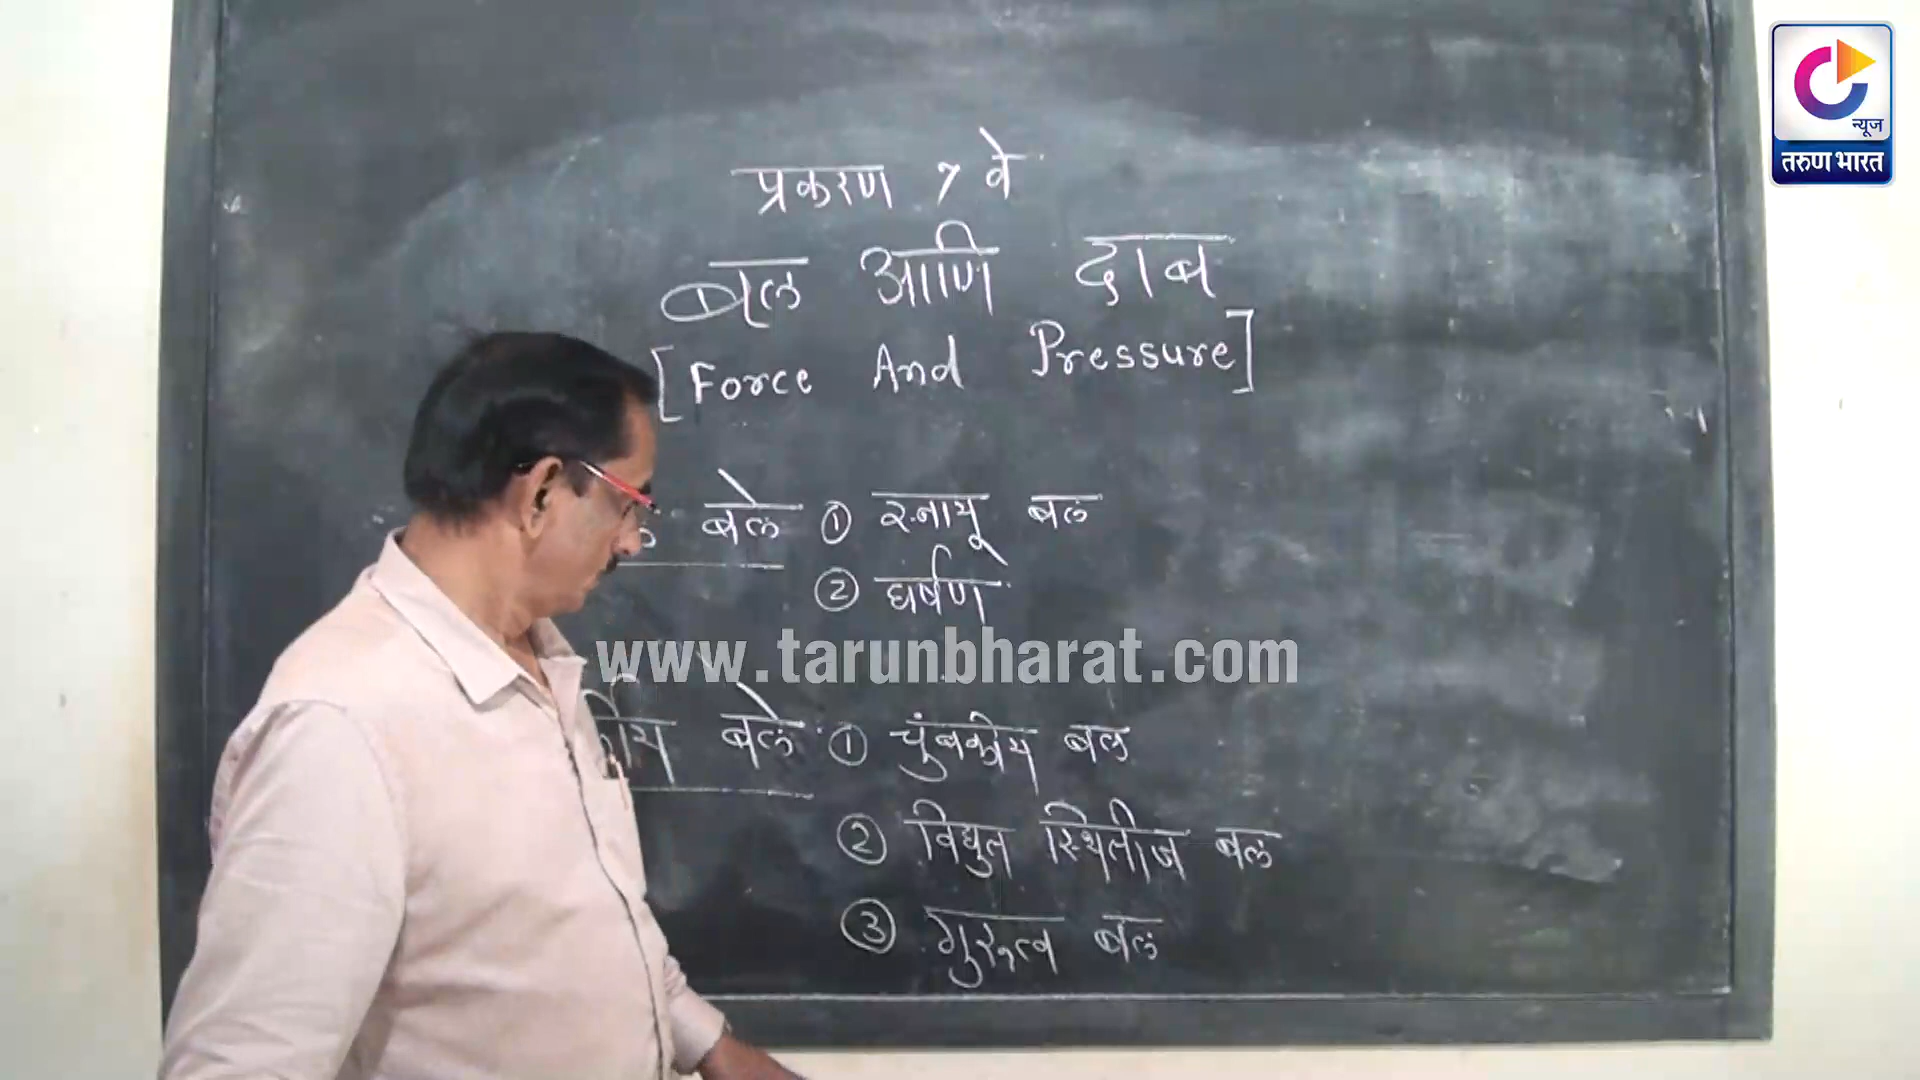 न्यूज
तरुण भारत
प्रकरण 7 वे
बल आणि दाब
[Force And Pressure]
बले ① स्नायू बल
② घर्षण
www.tarunbharat.com
बले ① चुंबकीय बल
② विद्युत स्थितीज बल
③ गुरुत्व बल